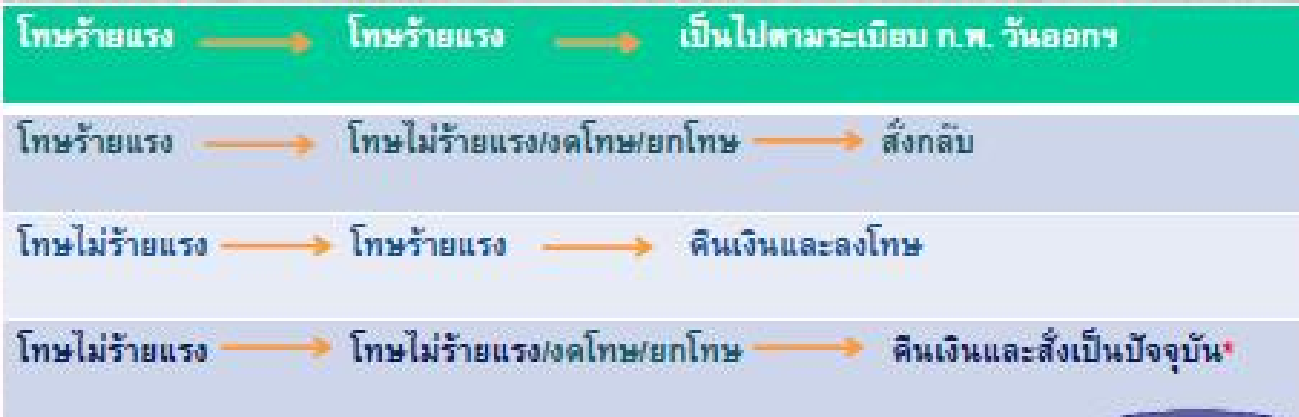 โทษร้ายแรง โทษร้ายแรง เป็นไปตามระเบียบ ก.พ. วันออกฯ
โทษร้ายแรง โทษไม่ร้ายแรง/งดโทษ/ยกโทษ สั่งกลับ
โทษไม่ร้ายแรง โทษร้ายแรง คืนเงินและลงโทษ
โทษไม่ร้ายแรง โทษไม่ร้ายแรง/งดโทษ/ยกโทษ คืนเงินและสั่งเป็นปัจจุบัน*